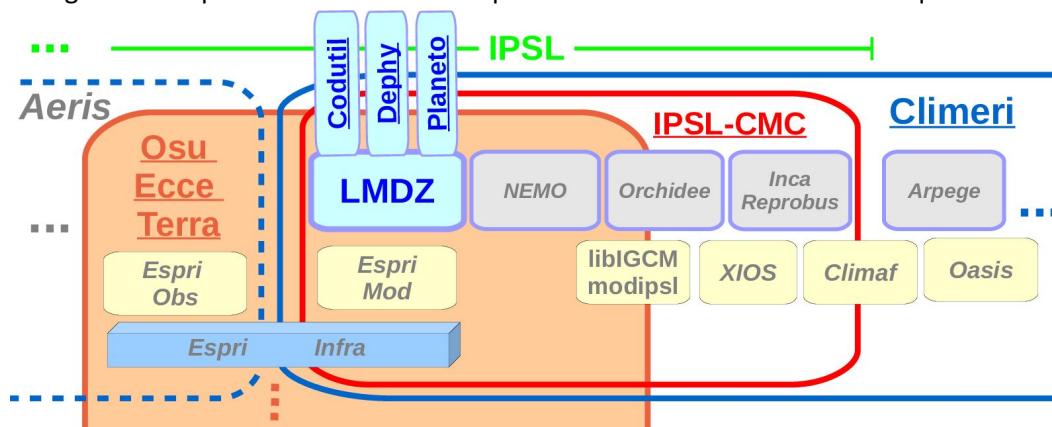 ...
IPSL
Codutil
Dephy
Planeto
Aeris
IPSL-CMC
Climeri
Osu
Ecce
Terra
LMDZ
NEMO
Orchidee
Inca
Reprobus
Arpege
...
Espri
Obs
Espri
Mod
libIGCM
modipsl
XIOS
Climaf
Oasis
Espri Infra